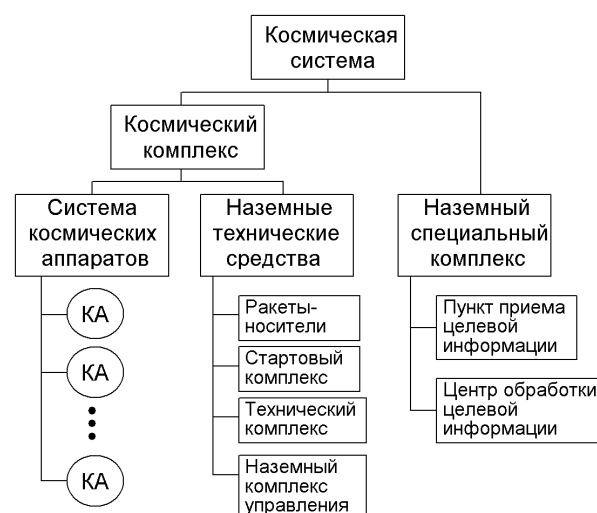 Космическая
система
Космический
комплекс
Система
космических
аппаратов
Наземные
технические
средства
Наземный
специальный
комплекс
КА
КА
КА
Ракеты-
носители
Стартовый
комплекс
Технический
комплекс
Наземный
комплекс
управления
Пункт приема
целевой
информации
Центр обработки
целевой
информации